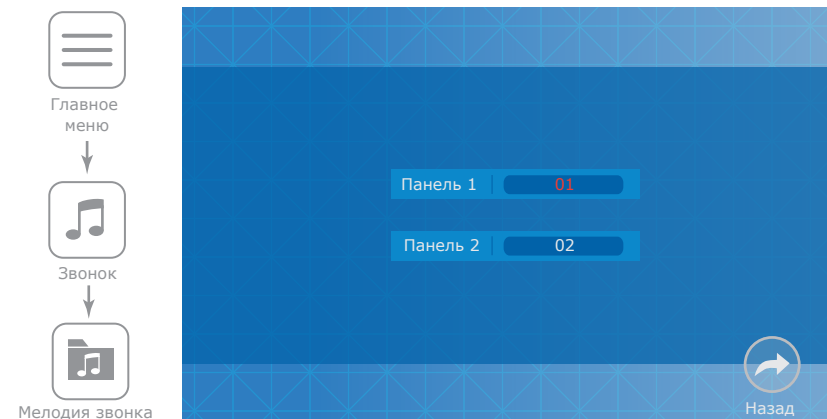 Главное
меню
Звонок
Мелодия звонка
Панель 1 01
Панель 2 02
Назад